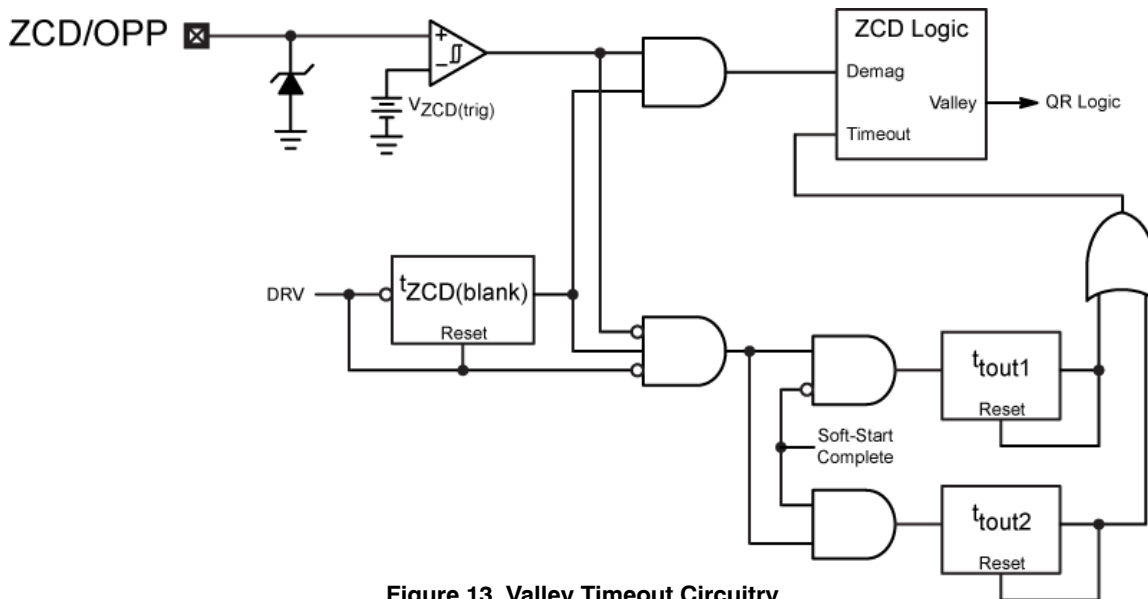 ZCD/OPP
VZCD(trig)
ZCD Logic
Demag
Valley
Timeout
QR Logic
DRV
tZCD(blank)
Reset
Soft-Start
Complete
ttout1
Reset
ttout2
Reset
Figure 13. Valley Timeout Circuitry